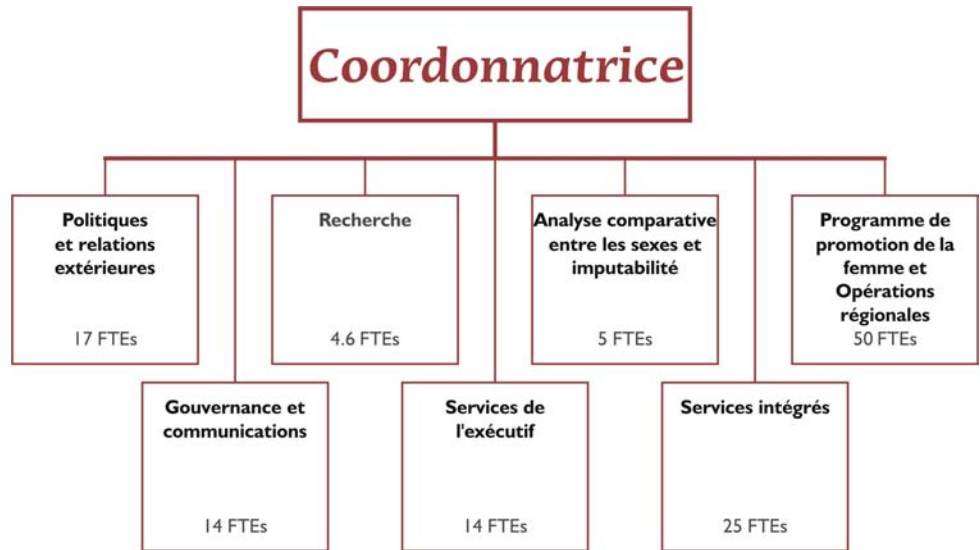 Coordonnatrice
Politiques
et relations
extérieures
17 FTEs
Recherche
4.6 FTEs
Analyse comparative
entre les sexes et
imputabilité
5 FTEs
Programme de
promotion de la
femme et
Opérations
régionales
50 FTEs
Gouvernance et
communications
14 FTEs
Services de
l'exécutif
14 FTEs
Services intégrés
25 FTEs